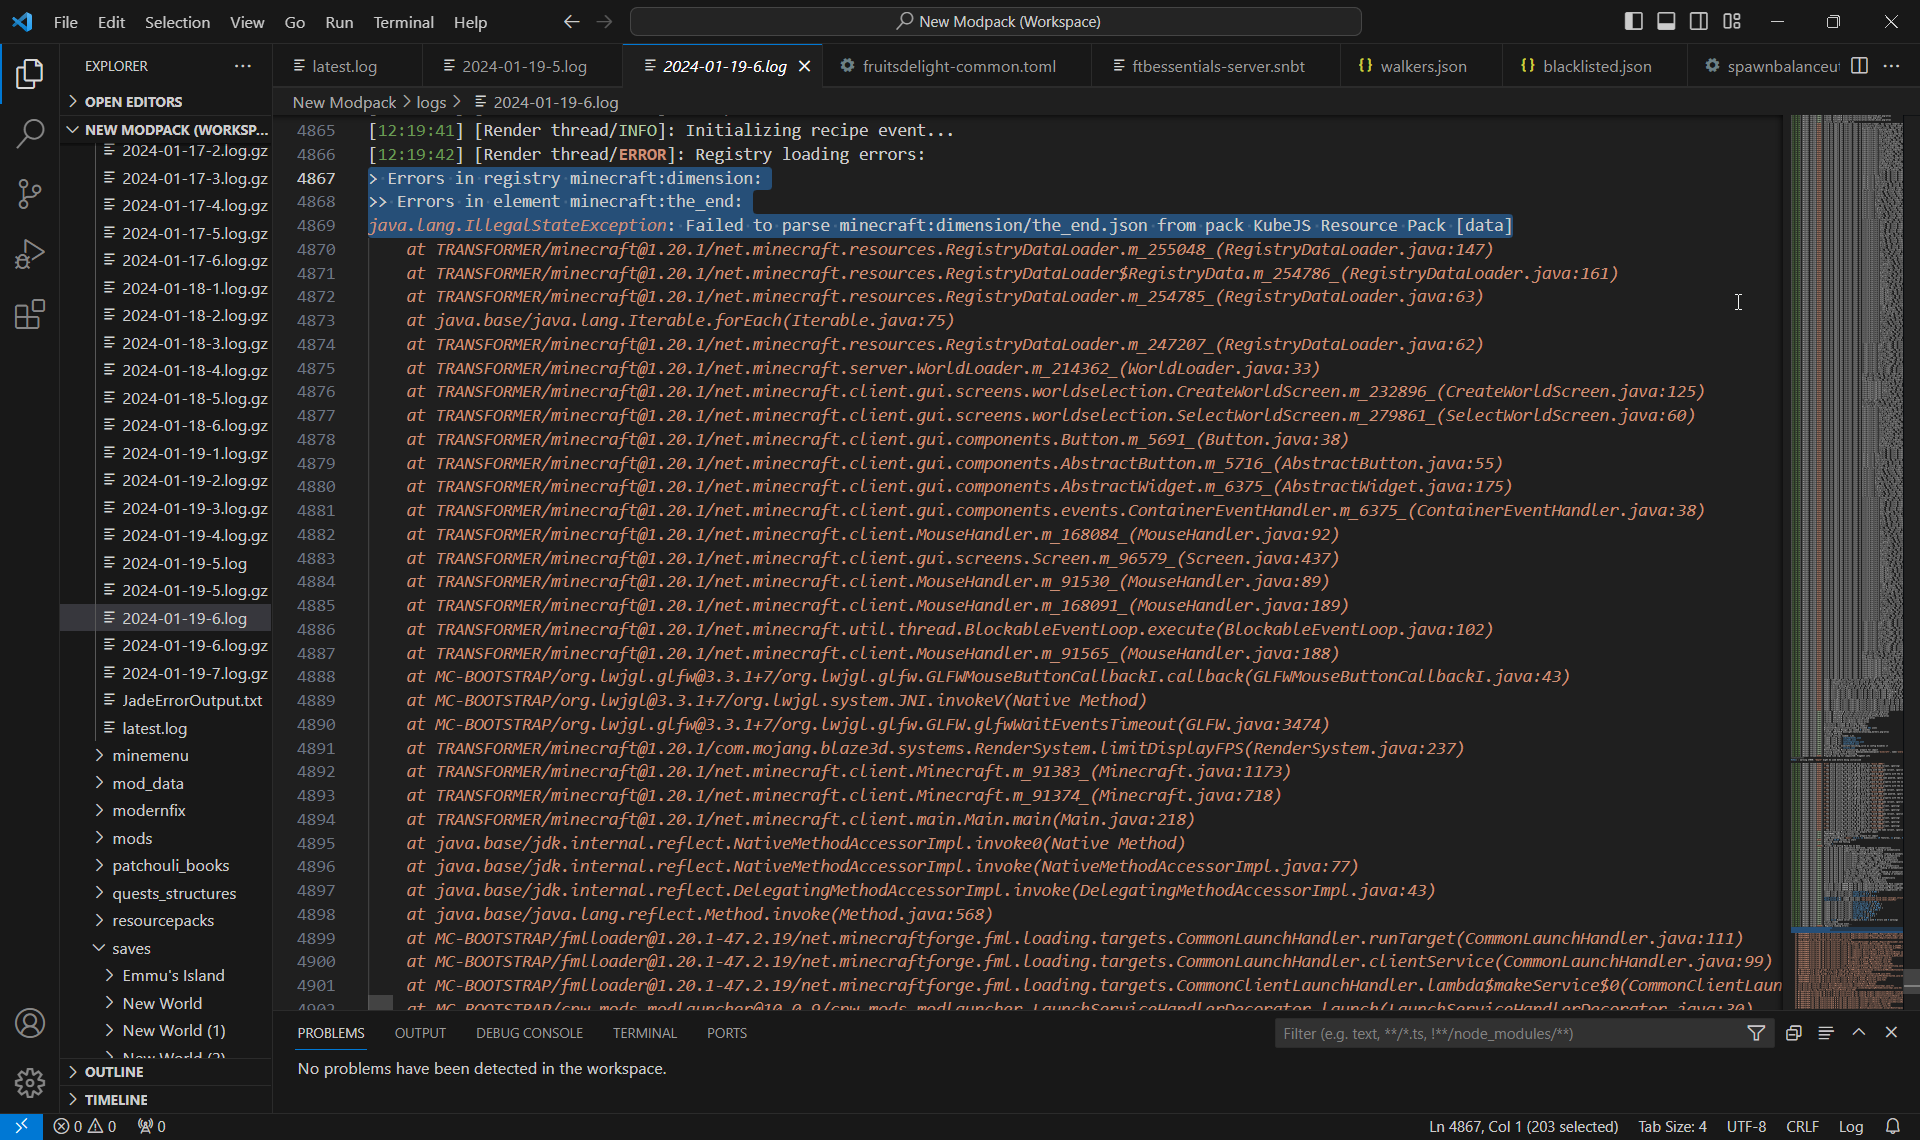 File Edit Selection View Go Run Terminal Help
New Modpack (Workspace)
EXPLORER
latest.log
2024-01-19-5.log
2024-01-19-6.log
fruitsdelight-common.toml
ftbessentials-server.snbt
walkers.json
blacklisted.json
spawnbalanceu
OPEN EDITORS
NEW MODPACK (WORKSP...
2024-01-17-2.log.gz
2024-01-17-3.log.gz
2024-01-17-4.log.gz
2024-01-17-5.log.gz
2024-01-17-6.log.gz
2024-01-18-1.log.gz
2024-01-18-2.log.gz
2024-01-18-3.log.gz
2024-01-18-4.log.gz
2024-01-18-5.log.gz
2024-01-18-6.log.gz
2024-01-19-1.log.gz
2024-01-19-2.log.gz
2024-01-19-3.log.gz
2024-01-19-4.log.gz
2024-01-19-5.log
2024-01-19-5.log.gz
2024-01-19-6.log
2024-01-19-6.log.gz
2024-01-19-7.log.gz
JadeErrorOutput.txt
latest.log
minemenu
mod_data
modernfix
mods
patchouli_books
quests_structures
resourcepacks
saves
Emmu's Island
New World
New World (1)
New World (2)
OUTLINE
TIMELINE
New Modpack > logs > 2024-01-19-6.log
4865 [12:19:41] [Render thread/INFO]: Initializing recipe event...
4866 [12:19:42] [Render thread/ERROR]: Registry loading errors:
4867 > Errors in registry minecraft:dimension:
4868 >> Errors in element minecraft:the_end:
4869 java.lang.IllegalStateException: Failed to parse minecraft:dimension/the_end.json from pack KubeJS Resource Pack [data]
4870 at TRANSFORMER/minecraft@1.20.1/net.minecraft.resources.RegistryDataLoader.m_255048_(RegistryDataLoader.java:147)
4871 at TRANSFORMER/minecraft@1.20.1/net.minecraft.resources.RegistryDataLoader$RegistryData.m_254786_(RegistryDataLoader.java:161)
4872 at TRANSFORMER/minecraft@1.20.1/net.minecraft.resources.RegistryDataLoader.m_254785_(RegistryDataLoader.java:63)
4873 at java.base/java.lang.Iterable.forEach(Iterable.java:75)
4874 at TRANSFORMER/minecraft@1.20.1/net.minecraft.resources.RegistryDataLoader.m_247207_(RegistryDataLoader.java:62)
4875 at TRANSFORMER/minecraft@1.20.1/net.minecraft.server.WorldLoader.m_214362_(WorldLoader.java:33)
4876 at TRANSFORMER/minecraft@1.20.1/net.minecraft.client.gui.screens.worldselection.CreateWorldScreen.m_232896_(CreateWorldScreen.java:125)
4877 at TRANSFORMER/minecraft@1.20.1/net.minecraft.client.gui.screens.worldselection.SelectWorldScreen.m_279861_(SelectWorldScreen.java:60)
4878 at TRANSFORMER/minecraft@1.20.1/net.minecraft.client.gui.components.Button.m_5691_(Button.java:38)
4879 at TRANSFORMER/minecraft@1.20.1/net.minecraft.client.gui.components.AbstractButton.m_5716_(AbstractButton.java:55)
4880 at TRANSFORMER/minecraft@1.20.1/net.minecraft.client.gui.components.AbstractWidget.m_6375_(AbstractWidget.java:175)
4881 at TRANSFORMER/minecraft@1.20.1/net.minecraft.client.gui.components.events.ContainerEventHandler.m_6375_(ContainerEventHandler.java:38)
4882 at TRANSFORMER/minecraft@1.20.1/net.minecraft.client.MouseHandler.m_168084_(MouseHandler.java:92)
4883 at TRANSFORMER/minecraft@1.20.1/net.minecraft.client.gui.screens.Screen.m_96579_(Screen.java:437)
4884 at TRANSFORMER/minecraft@1.20.1/net.minecraft.client.MouseHandler.m_91530_(MouseHandler.java:89)
4885 at TRANSFORMER/minecraft@1.20.1/net.minecraft.client.MouseHandler.m_168091_(MouseHandler.java:189)
4886 at TRANSFORMER/minecraft@1.20.1/net.minecraft.util.thread.BlockableEventLoop.execute(BlockableEventLoop.java:102)
4887 at TRANSFORMER/minecraft@1.20.1/net.minecraft.client.MouseHandler.m_91565_(MouseHandler.java:188)
4888 at MC-BOOTSTRAP/org.lwjgl.glfw@3.3.1+7/org.lwjgl.glfw.GLFWMouseButtonCallbackI.callback(GLFWMouseButtonCallbackI.java:43)
4889 at MC-BOOTSTRAP/org.lwjgl@3.3.1+7/org.lwjgl.system.JNI.invokeV(Native Method)
4890 at MC-BOOTSTRAP/org.lwjgl.glfw@3.3.1+7/org.lwjgl.glfw.GLFW.glfwWaitEventsTimeout(GLFW.java:3474)
4891 at TRANSFORMER/minecraft@1.20.1/com.mojang.blaze3d.systems.RenderSystem.limitDisplayFPS(RenderSystem.java:237)
4892 at TRANSFORMER/minecraft@1.20.1/net.minecraft.client.Minecraft.m_91383_(Minecraft.java:1173)
4893 at TRANSFORMER/minecraft@1.20.1/net.minecraft.client.Minecraft.m_91374_(Minecraft.java:718)
4894 at TRANSFORMER/minecraft@1.20.1/net.minecraft.client.main.Main.main(Main.java:218)
4895 at java.base/jdk.internal.reflect.NativeMethodAccessorImpl.invoke0(Native Method)
4896 at java.base/jdk.internal.reflect.NativeMethodAccessorImpl.invoke(NativeMethodAccessorImpl.java:77)
4897 at java.base/jdk.internal.reflect.DelegatingMethodAccessorImpl.invoke(DelegatingMethodAccessorImpl.java:43)
4898 at java.base/java.lang.reflect.Method.invoke(Method.java:568)
4899 at MC-BOOTSTRAP/fmlloader@1.20.1-47.2.19/net.minecraftforge.fml.loading.targets.CommonLaunchHandler.runTarget(CommonLaunchHandler.java:111)
4900 at MC-BOOTSTRAP/fmlloader@1.20.1-47.2.19/net.minecraftforge.fml.loading.targets.CommonLaunchHandler.clientService(CommonLaunchHandler.java:99)
4901 at MC-BOOTSTRAP/fmlloader@1.20.1-47.2.19/net.minecraftforge.fml.loading.targets.CommonClientLaunchHandler.lambda$makeService$0(CommonClientLaun
4902 at MC-BOOTSTRAP/cpw.mods.modlauncher@10.0.9/cpw.mods.modlauncher.LaunchServiceHandlerDecorator.launch(LaunchServiceHandlerDecorator.java:30)
PROBLEMS OUTPUT DEBUG CONSOLE TERMINAL PORTS
Filter (e.g. text, **/*.ts, !**/node_modules/**)
No problems have been detected in the workspace.
0 0 0
Ln 4867, Col 1 (203 selected) Tab Size: 4 UTF-8 CRLF Log